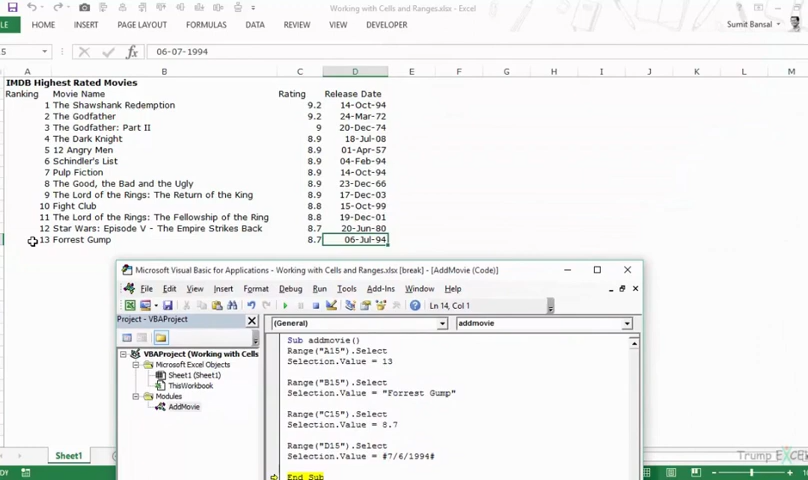 Working with Cells and Ranges.xlsx - Excel
HOME INSERT PAGE LAYOUT FORMULAS DATA REVIEW VIEW DEVELOPER
Sumit Bansal
5 fx 06-07-1994
A B C D E F G H I J K L M
IMDB Highest Rated Movies
Ranking Movie Name Rating Release Date
1 The Shawshank Redemption 9.2 14-Oct-94
2 The Godfather 9.2 24-Mar-72
3 The Godfather: Part II 9 20-Dec-74
4 The Dark Knight 8.9 18-Jul-08
5 12 Angry Men 8.9 01-Apr-57
6 Schindler's List 8.9 04-Feb-94
7 Pulp Fiction 8.9 14-Oct-94
8 The Good, the Bad and the Ugly 8.9 23-Dec-66
9 The Lord of the Rings: The Return of the King 8.9 17-Dec-03
10 Fight Club 8.8 15-Oct-99
11 The Lord of the Rings: The Fellowship of the Ring 8.8 19-Dec-01
12 Star Wars: Episode V - The Empire Strikes Back 8.7 20-Jun-80
13 Forrest Gump 8.7 06-Jul-94
Microsoft Visual Basic for Applications - Working with Cells and Ranges.xlsx [break] - [AddMovie (Code)]
File Edit View Insert Format Debug Run Tools Add-Ins Window Help
Ln 14, Col 1
Project - VBAProject
VBAProject (Working with Cells
Microsoft Excel Objects
Sheet1 (Sheet1)
ThisWorkbook
Modules
AddMovie
(General) addmovie
Sub addmovie()
Range("A15").Select
Selection.Value = 13
Range("B15").Select
Selection.Value = "Forrest Gump"
Range("C15").Select
Selection.Value = 8.7
Range("D15").Select
Selection.Value = #7/6/1994#
End Sub
Sheet1
Trump EXCEL